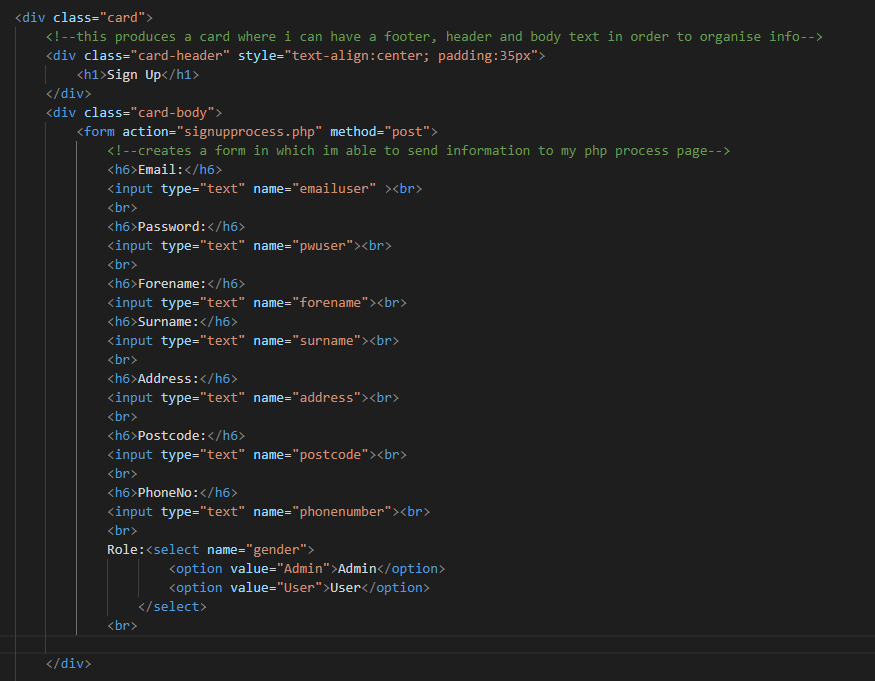 <div class="card">
<!--this produces a card where i can have a footer, header and body text in order to organise info-->
<div class="card-header" style="text-align:center; padding:35px">
<h1>Sign Up</h1>
</div>
<div class="card-body">
<form action="signupprocess.php" method="post">
<!--creates a form in which im able to send information to my php process page-->
<h6>Email:</h6>
<input type="text" name="emailuser" ><br>
<br>
<h6>Password:</h6>
<input type="text" name="pwuser"><br>
<br>
<h6>Forename:</h6>
<input type="text" name="forename"><br>
<h6>Surname:</h6>
<input type="text" name="surname"><br>
<br>
<h6>Address:</h6>
<input type="text" name="address"><br>
<br>
<h6>Postcode:</h6>
<input type="text" name="postcode"><br>
<br>
<h6>PhoneNo:</h6>
<input type="text" name="phonenumber"><br>
<br>
Role:<select name="gender">
<option value="Admin">Admin</option>
<option value="User">User</option>
</select>
<br>
</div>